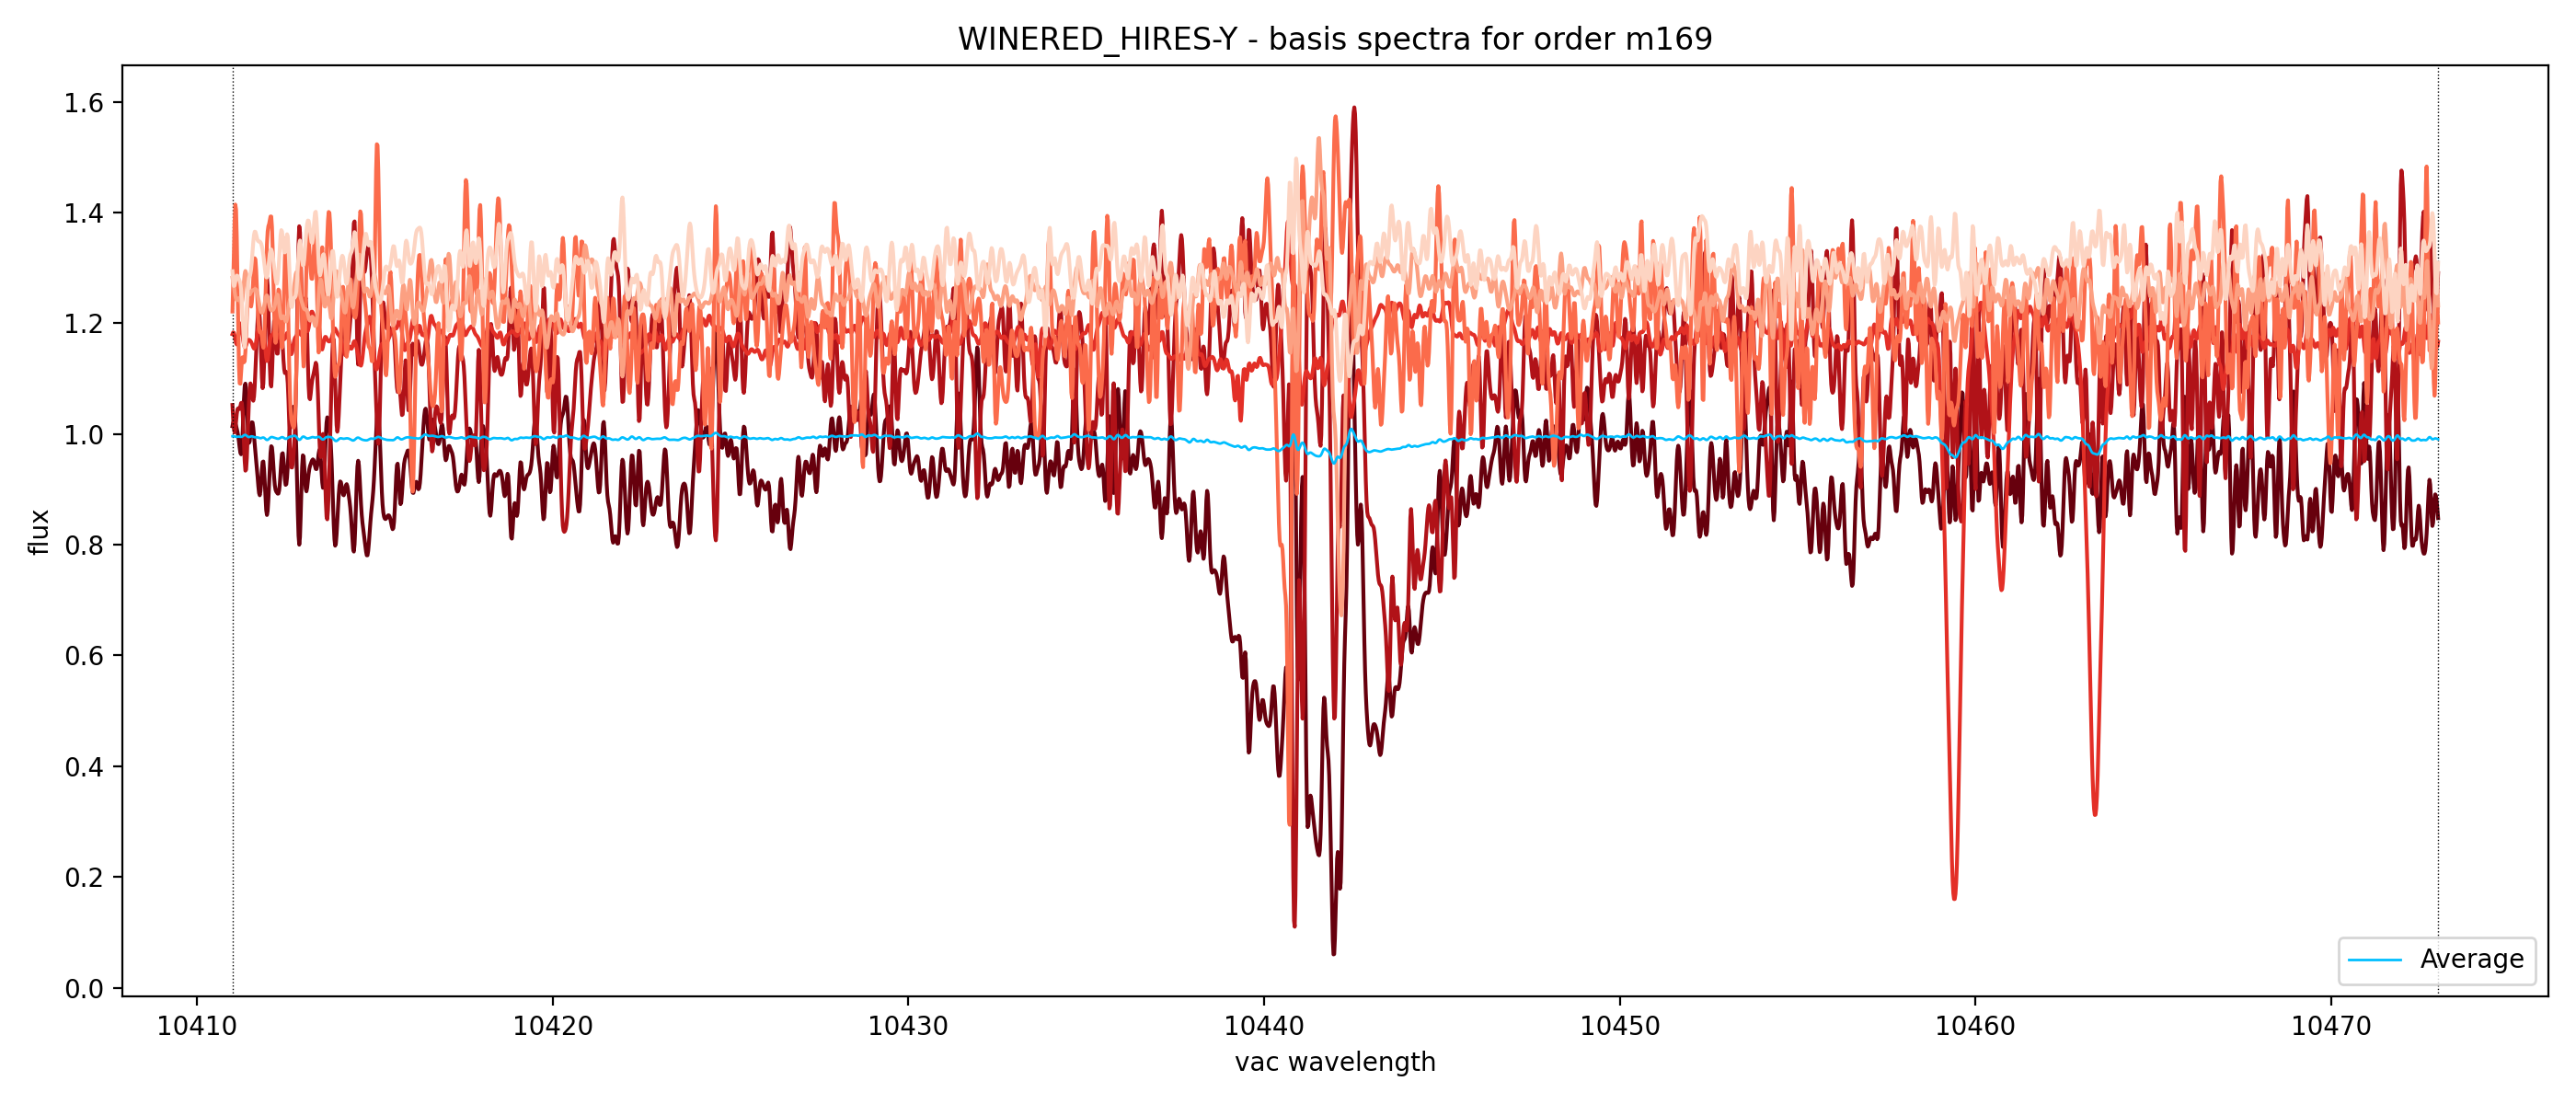 WINERED_HIRES-Y - basis spectra for order m169
flux
1.6
1.4
1.2
1.0
0.8
0.6
0.4
0.2
0.0
Average
10410 10420 10430 10440 10450 10460 10470
vac wavelength